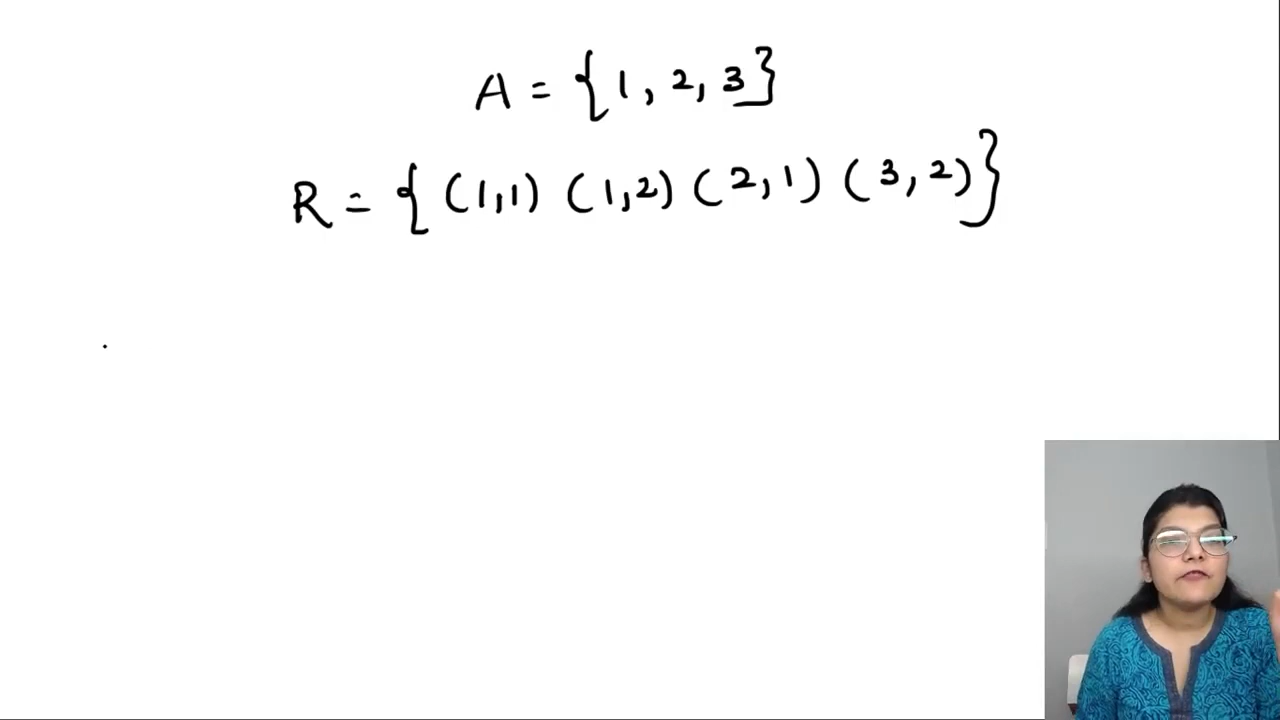 A = {1, 2, 3}
R = {(1,1) (1,2) (2,1) (3,2)}